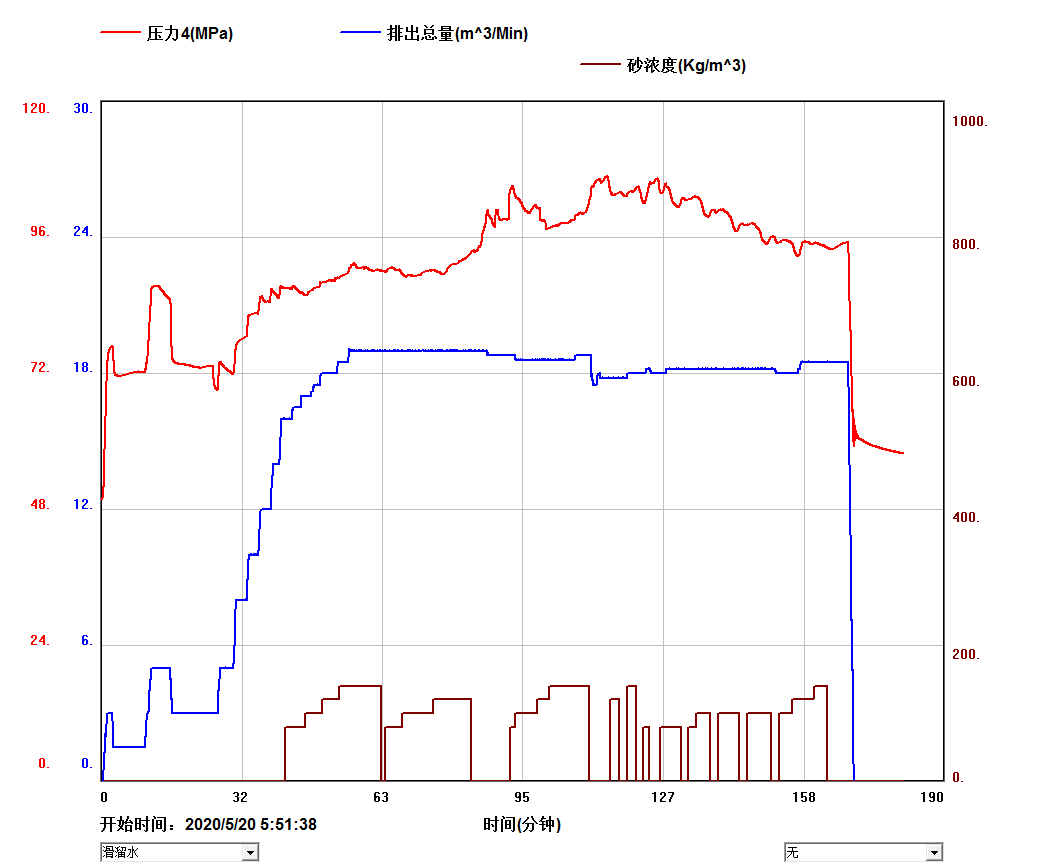 压力4(MPa) 排出总量(m^3/Min)
砂浓度(Kg/m^3)
120. 30.
1000.
96. 24.
800.
72. 18.
600.
48. 12.
400.
24. 6.
200.
0. 0.
0.
0 32 63 95 127 158 190
开始时间：2020/5/20 5:51:38 时间(分钟)
滑溜水 无